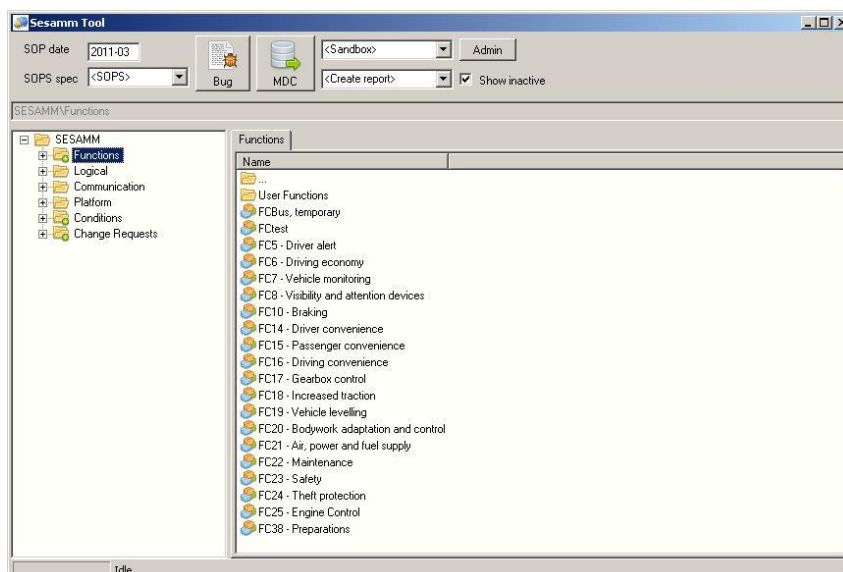 Sesamm Tool
SOP date 2011-03
SOPS spec <SOPS>
Bug
MDC
<Sandbox>
Admin
<Create report>
Show inactive
SESAMM\Functions
SESAMM
Functions
Logical
Communication
Platform
Conditions
Change Requests
Functions
Name
...
User Functions
FCBus, temporary
FCtest
FC5 - Driver alert
FC6 - Driving economy
FC7 - Vehicle monitoring
FC8 - Visibility and attention devices
FC10 - Braking
FC14 - Driver convenience
FC15 - Passenger convenience
FC16 - Driving convenience
FC17 - Gearbox control
FC18 - Increased traction
FC19 - Vehicle levelling
FC20 - Bodywork adaptation and control
FC21 - Air, power and fuel supply
FC22 - Maintenance
FC23 - Safety
FC24 - Theft protection
FC25 - Engine Control
FC38 - Preparations
Idle